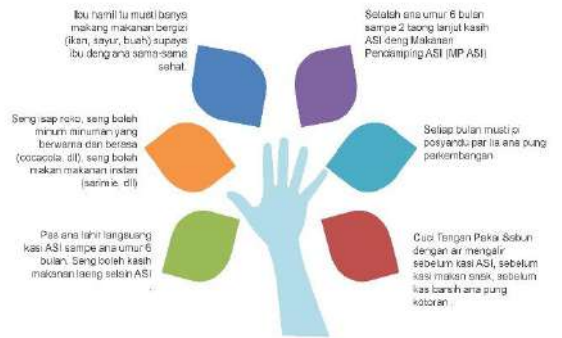 Ibu hamil tu musti banya
makang makanan bergizi
(ikan, sayur, buah) supaya
ibu deng ana sama-sama
sehat.
Setalah ana umur 6 bulan
sampe 2 taong lanjut kasih
ASI deng Makanan
Pendamping ASI (MP ASI)
Seng isap roko, seng boleh
minum minuman yang
berwarna dan berasa
(cocacola, dll), seng boleh
makan makanan instan
(sarimie, dll)
Setiap bulan musti pi
posyandu par lia ana pung
perkembangan
Pas ana lahir langsuang
kasi ASI sampe ana umur 6
bulan. Seng boleh kasih
makanan laeng selain ASI
.
Cuci Tangan Pakai Sabun
dengan air mengalir
sebelum kasi ASI, sebelum
kasi makan anak, sebelum
kas barsih ana pung
kotoran .